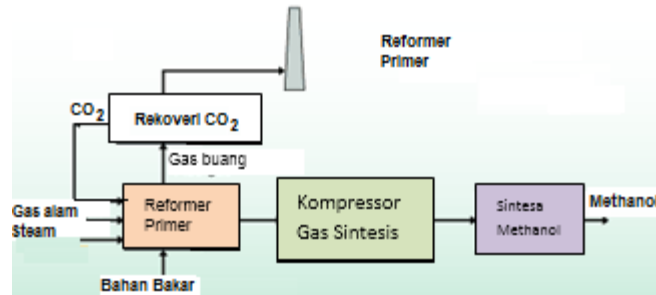 Reformer
Primer
CO2
Rekoveri CO2
Gas buang
Gas alam
Steam
Reformer
Primer
Kompressor
Gas Sintesis
Sintesa
Methanol
Methanol
Bahan Bakar